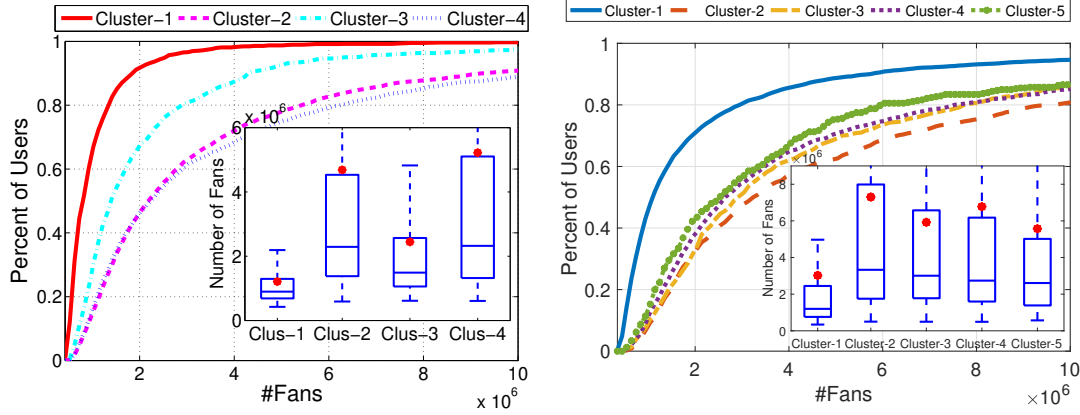 Cluster-1 Cluster-2 Cluster-3 Cluster-4
Percent of Users
1
0.8
0.6
0.4
0.2
0
2 4 6 8 10
#Fans
x 10^6
x 10^6
Number of Fans
6
4
2
0
Clus-1 Clus-2 Clus-3 Clus-4
Cluster-1 Cluster-2 Cluster-3 Cluster-4 Cluster-5
Percent of Users
1
0.8
0.6
0.4
0.2
0
2 4 6 8 10
#Fans
×10^6
×10^6
Number of Fans
8
6
4
2
0
Cluster-1 Cluster-2 Cluster-3 Cluster-4 Cluster-5